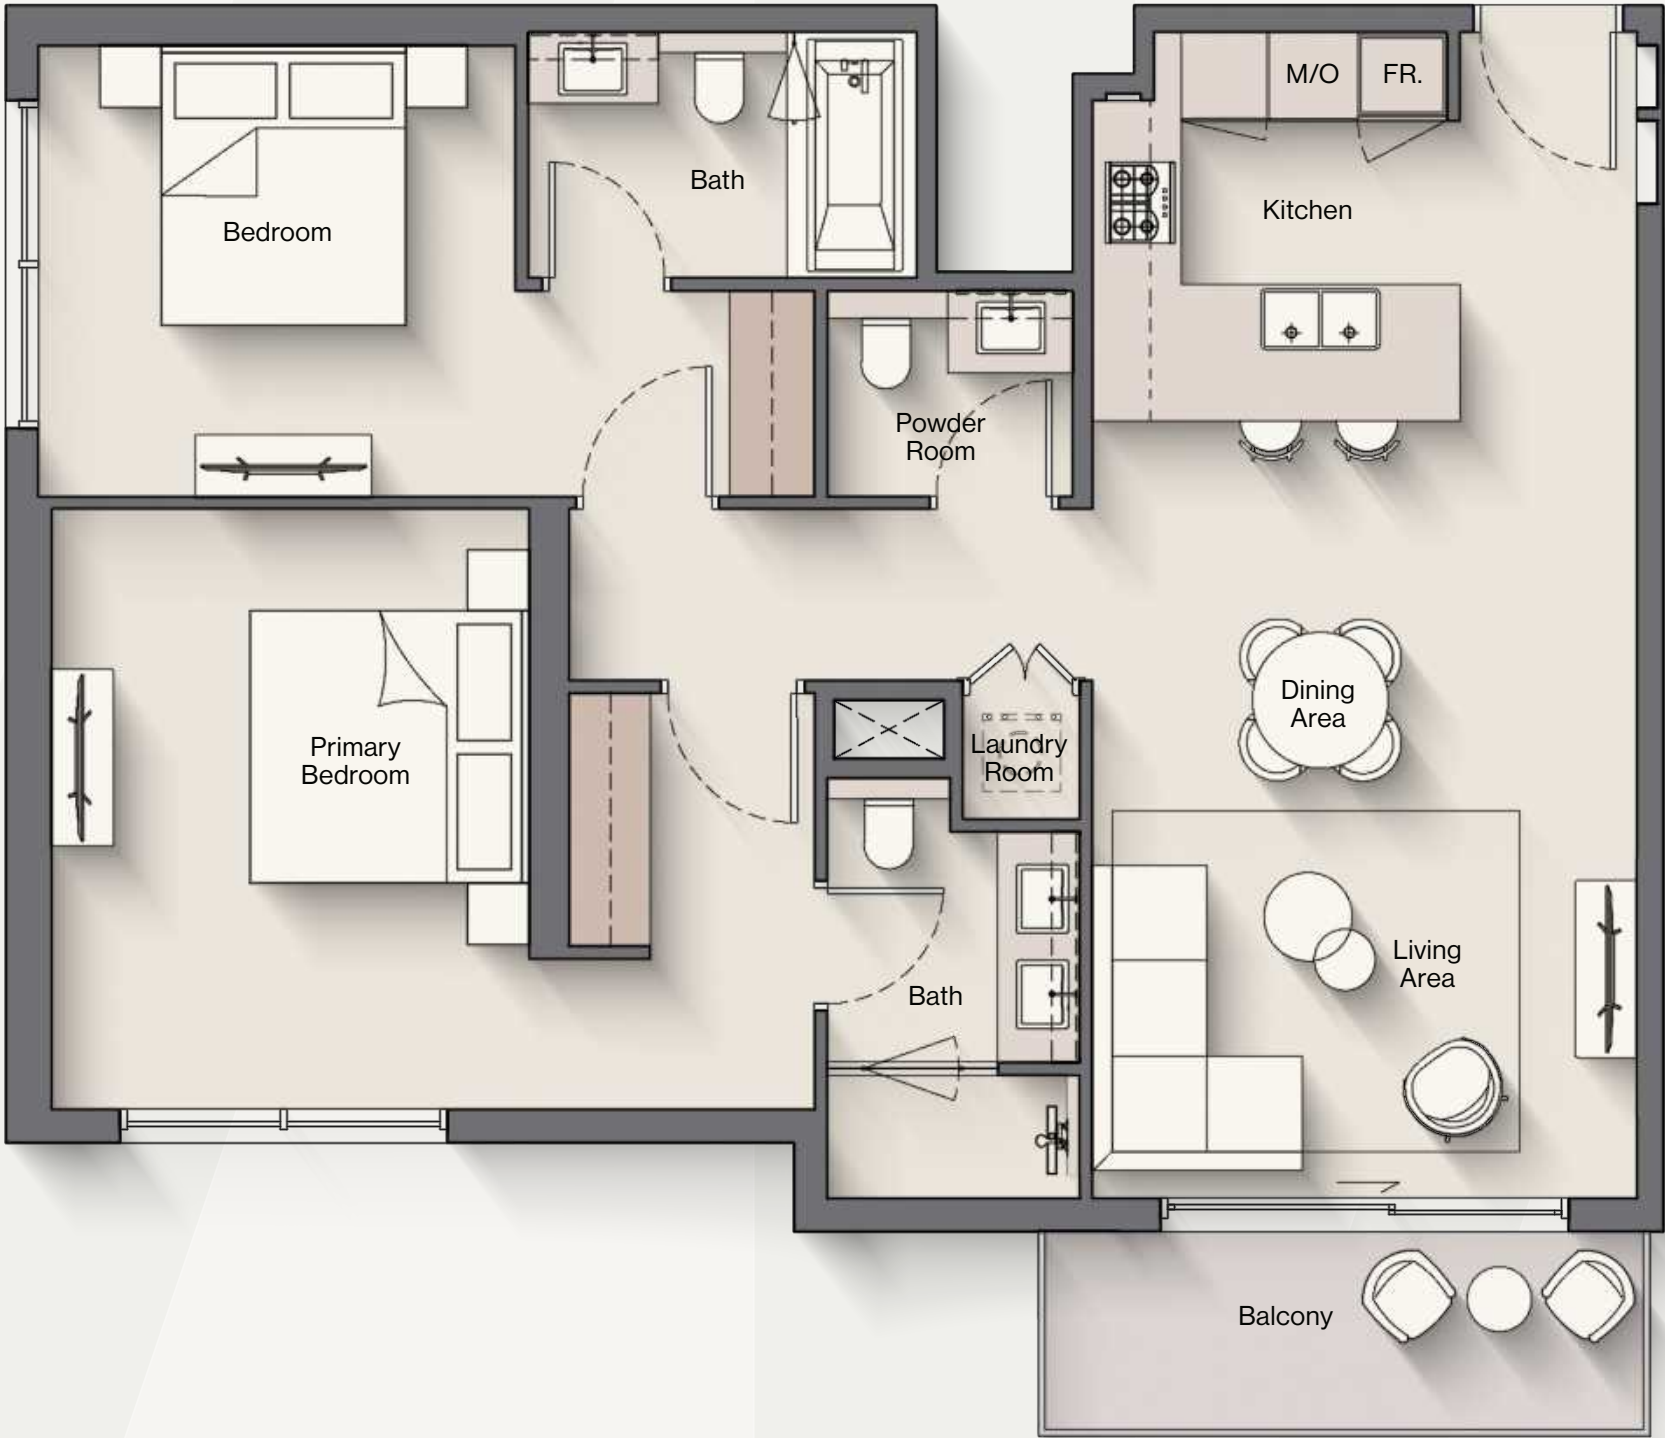 M/O
FR.
Bath
Kitchen
Bedroom
Powder
Room
Dining
Area
Primary
Bedroom
Laundry
Room
Living
Area
Bath
Balcony